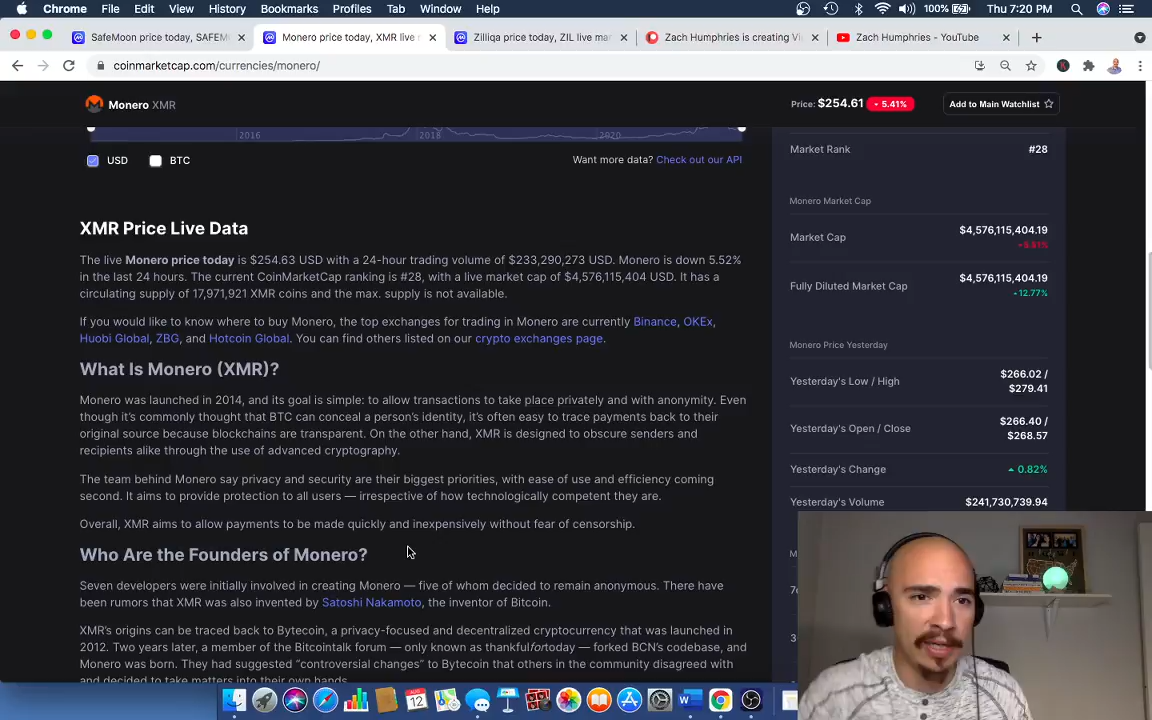 Chrome File Edit View History Bookmarks Profiles Tab Window Help 100% Thu 7:20 PM
SafeMoon price today, SAFEM Monero price today, XMR live Zilliqa price today, ZIL live ma Zach Humphries is creating Vi Zach Humphries - YouTube
coinmarketcap.com/currencies/monero/
Monero XMR Price: $254.61 5.41% Add to Main Watchlist
2016 2018 2020
USD BTC Want more data? Check out our API
XMR Price Live Data
The live Monero price today is $254.63 USD with a 24-hour trading volume of $233,290,273 USD. Monero is down 5.52%
in the last 24 hours. The current CoinMarketCap ranking is #28, with a live market cap of $4,576,115,404 USD. It has a
circulating supply of 17,971,921 XMR coins and the max. supply is not available.
If you would like to know where to buy Monero, the top exchanges for trading in Monero are currently Binance, OKEx,
Huobi Global, ZBG, and Hotcoin Global. You can find others listed on our crypto exchanges page.
What Is Monero (XMR)?
Monero was launched in 2014, and its goal is simple: to allow transactions to take place privately and with anonymity. Even
though it's commonly thought that BTC can conceal a person's identity, it's often easy to trace payments back to their
original source because blockchains are transparent. On the other hand, XMR is designed to obscure senders and
recipients alike through the use of advanced cryptography.
The team behind Monero say privacy and security are their biggest priorities, with ease of use and efficiency coming
second. It aims to provide protection to all users — irrespective of how technologically competent they are.
Overall, XMR aims to allow payments to be made quickly and inexpensively without fear of censorship.
Who Are the Founders of Monero?
Seven developers were initially involved in creating Monero — five of whom decided to remain anonymous. There have
been rumors that XMR was also invented by Satoshi Nakamoto, the inventor of Bitcoin.
XMR's origins can be traced back to Bytecoin, a privacy-focused and decentralized cryptocurrency that was launched in
2012. Two years later, a member of the Bitcointalk forum — only known as thankfulfortoday — forked BCN's codebase, and
Monero was born. They had suggested "controversial changes" to Bytecoin that others in the community disagreed with
and decided to take matters into their own hands.
Market Rank #28
Monero Market Cap
Market Cap $4,576,115,404.19
Fully Diluted Market Cap $4,576,115,404.19
12.77%
Monero Price Yesterday
Yesterday's Low / High $266.02 /
$279.41
Yesterday's Open / Close $266.40 /
$268.57
Yesterday's Change 0.82%
Yesterday's Volume $241,730,739.94
12